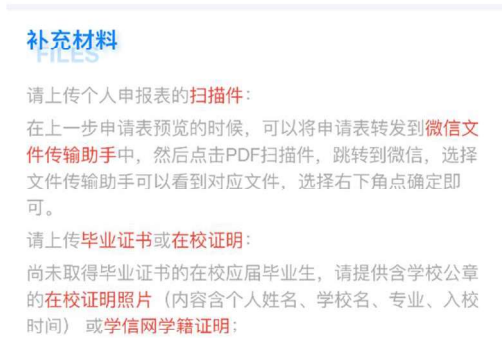 补充材料
FILES
请上传个人申报表的扫描件：
在上一步申请表预览的时候，可以将申请表转发到微信文
件传输助手中，然后点击PDF扫描件，跳转到微信，选择
文件传输助手可以看到对应文件，选择右下角点确定即
可。
请上传毕业证书或在校证明：
尚未取得毕业证书的在校应届毕业生，请提供含学校公章
的在校证明照片（内容含个人姓名、学校名、专业、入校
时间） 或学信网学籍证明；